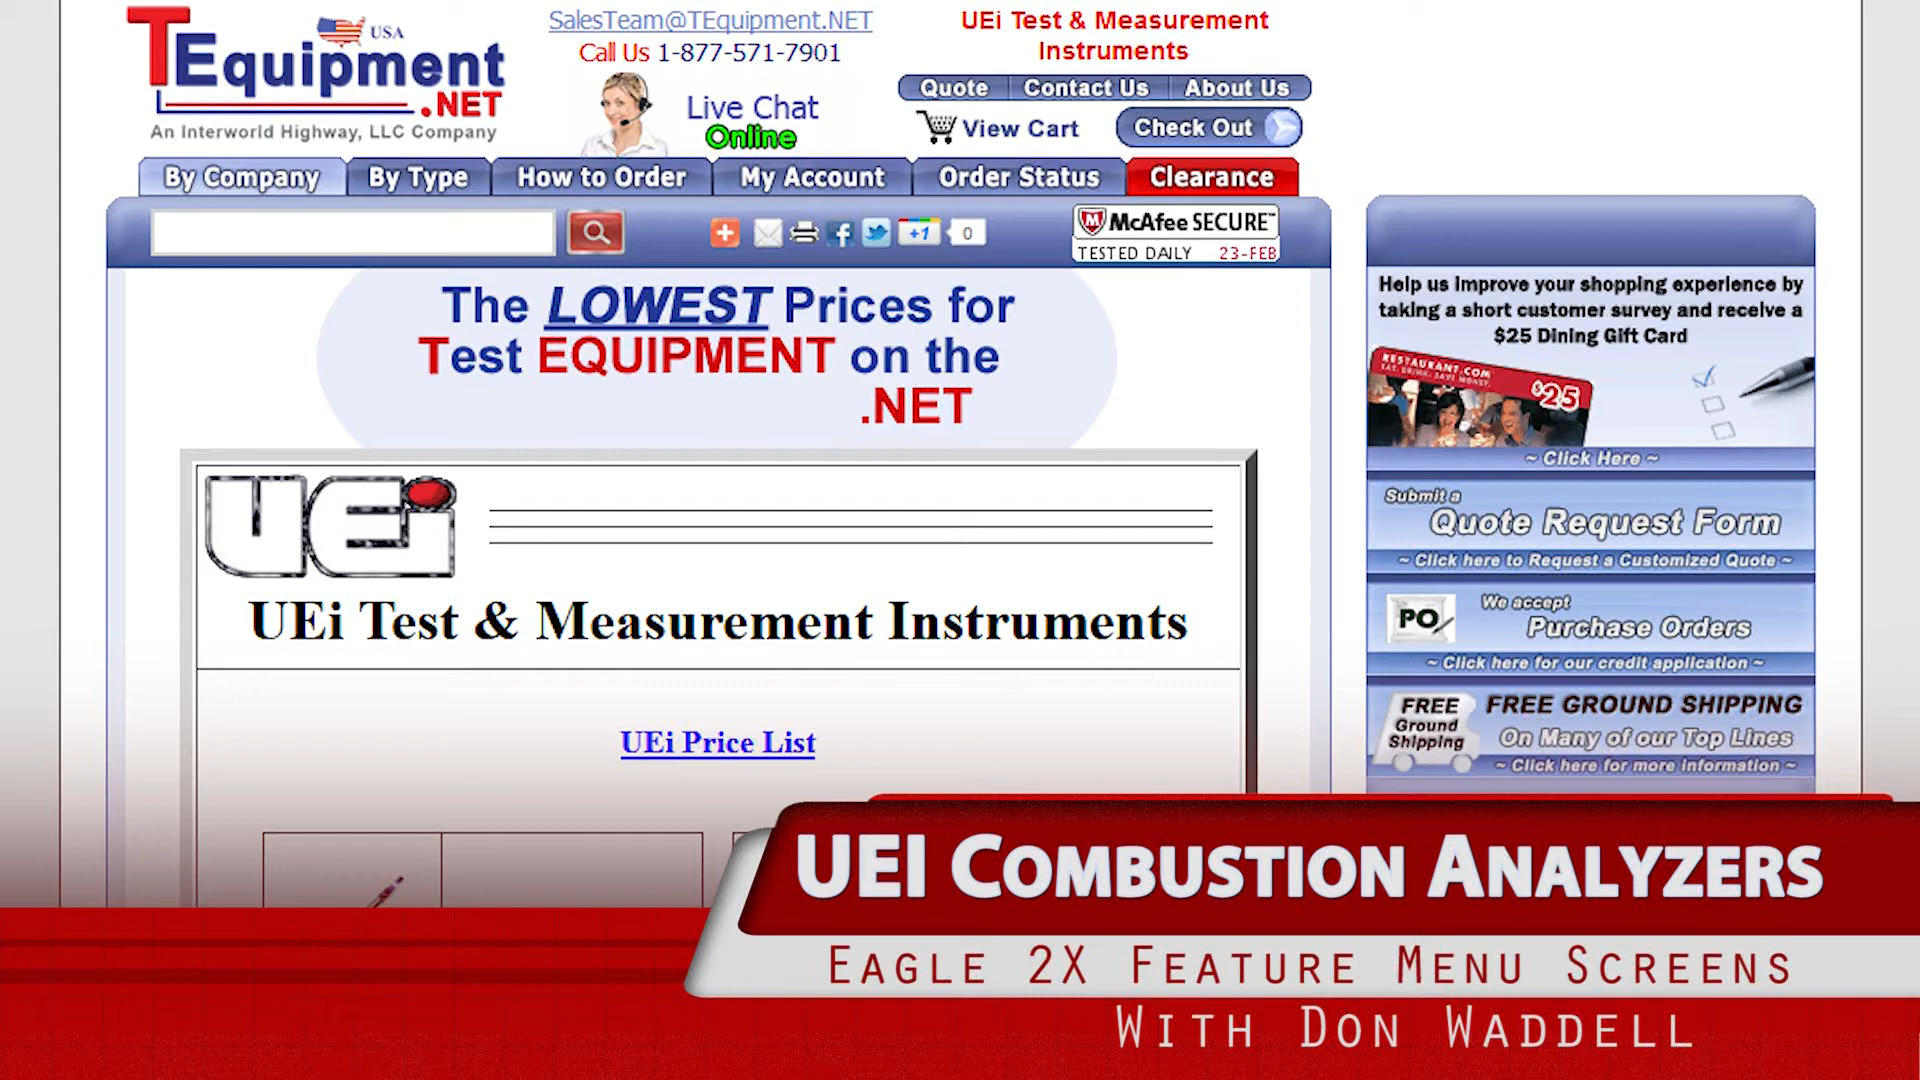 TEquipment
USA
.NET
An Interworld Highway, LLC Company
SalesTeam@TEquipment.NET
Call Us 1-877-571-7901
Live Chat
Online
UEi Test & Measurement
Instruments
Quote Contact Us About Us
View Cart Check Out
By Company By Type How to Order My Account Order Status Clearance
+1 0
McAfee SECURE™
TESTED DAILY 23-FEB
The LOWEST Prices for
Test EQUIPMENT on the
.NET
UEi
UEi Test & Measurement Instruments
UEi Price List
Help us improve your shopping experience by
taking a short customer survey and receive a
$25 Dining Gift Card
RESTAURANT.COM
EAT. DRINK. SAVE MONEY.
$25
~ Click Here ~
Submit a
Quote Request Form
~ Click here to Request a Customized Quote ~
PO
We accept
Purchase Orders
~ Click here for our credit application ~
FREE
Ground
Shipping
FREE GROUND SHIPPING
On Many of our Top Lines
~ Click here for more information ~
UEI COMBUSTION ANALYZERS
EAGLE 2X FEATURE MENU SCREENS
WITH DON WADDELL